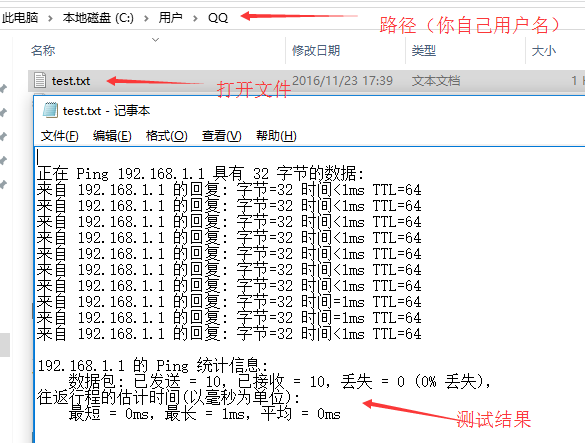 此电脑 > 本地磁盘 (C:) > 用户 > QQ
路径（你自己用户名）
名称 修改日期 类型 大小
test.txt 2016/11/23 17:39 文本文档 1
打开文件
test.txt - 记事本
文件(F) 编辑(E) 格式(O) 查看(V) 帮助(H)
正在 Ping 192.168.1.1 具有 32 字节的数据:
来自 192.168.1.1 的回复: 字节=32 时间<1ms TTL=64
来自 192.168.1.1 的回复: 字节=32 时间<1ms TTL=64
来自 192.168.1.1 的回复: 字节=32 时间<1ms TTL=64
来自 192.168.1.1 的回复: 字节=32 时间<1ms TTL=64
来自 192.168.1.1 的回复: 字节=32 时间<1ms TTL=64
来自 192.168.1.1 的回复: 字节=32 时间<1ms TTL=64
来自 192.168.1.1 的回复: 字节=32 时间<1ms TTL=64
来自 192.168.1.1 的回复: 字节=32 时间=1ms TTL=64
来自 192.168.1.1 的回复: 字节=32 时间=1ms TTL=64
来自 192.168.1.1 的回复: 字节=32 时间<1ms TTL=64
192.168.1.1 的 Ping 统计信息:
数据包: 已发送 = 10，已接收 = 10，丢失 = 0 (0% 丢失)，
往返行程的估计时间(以毫秒为单位):
最短 = 0ms，最长 = 1ms，平均 = 0ms
测试结果